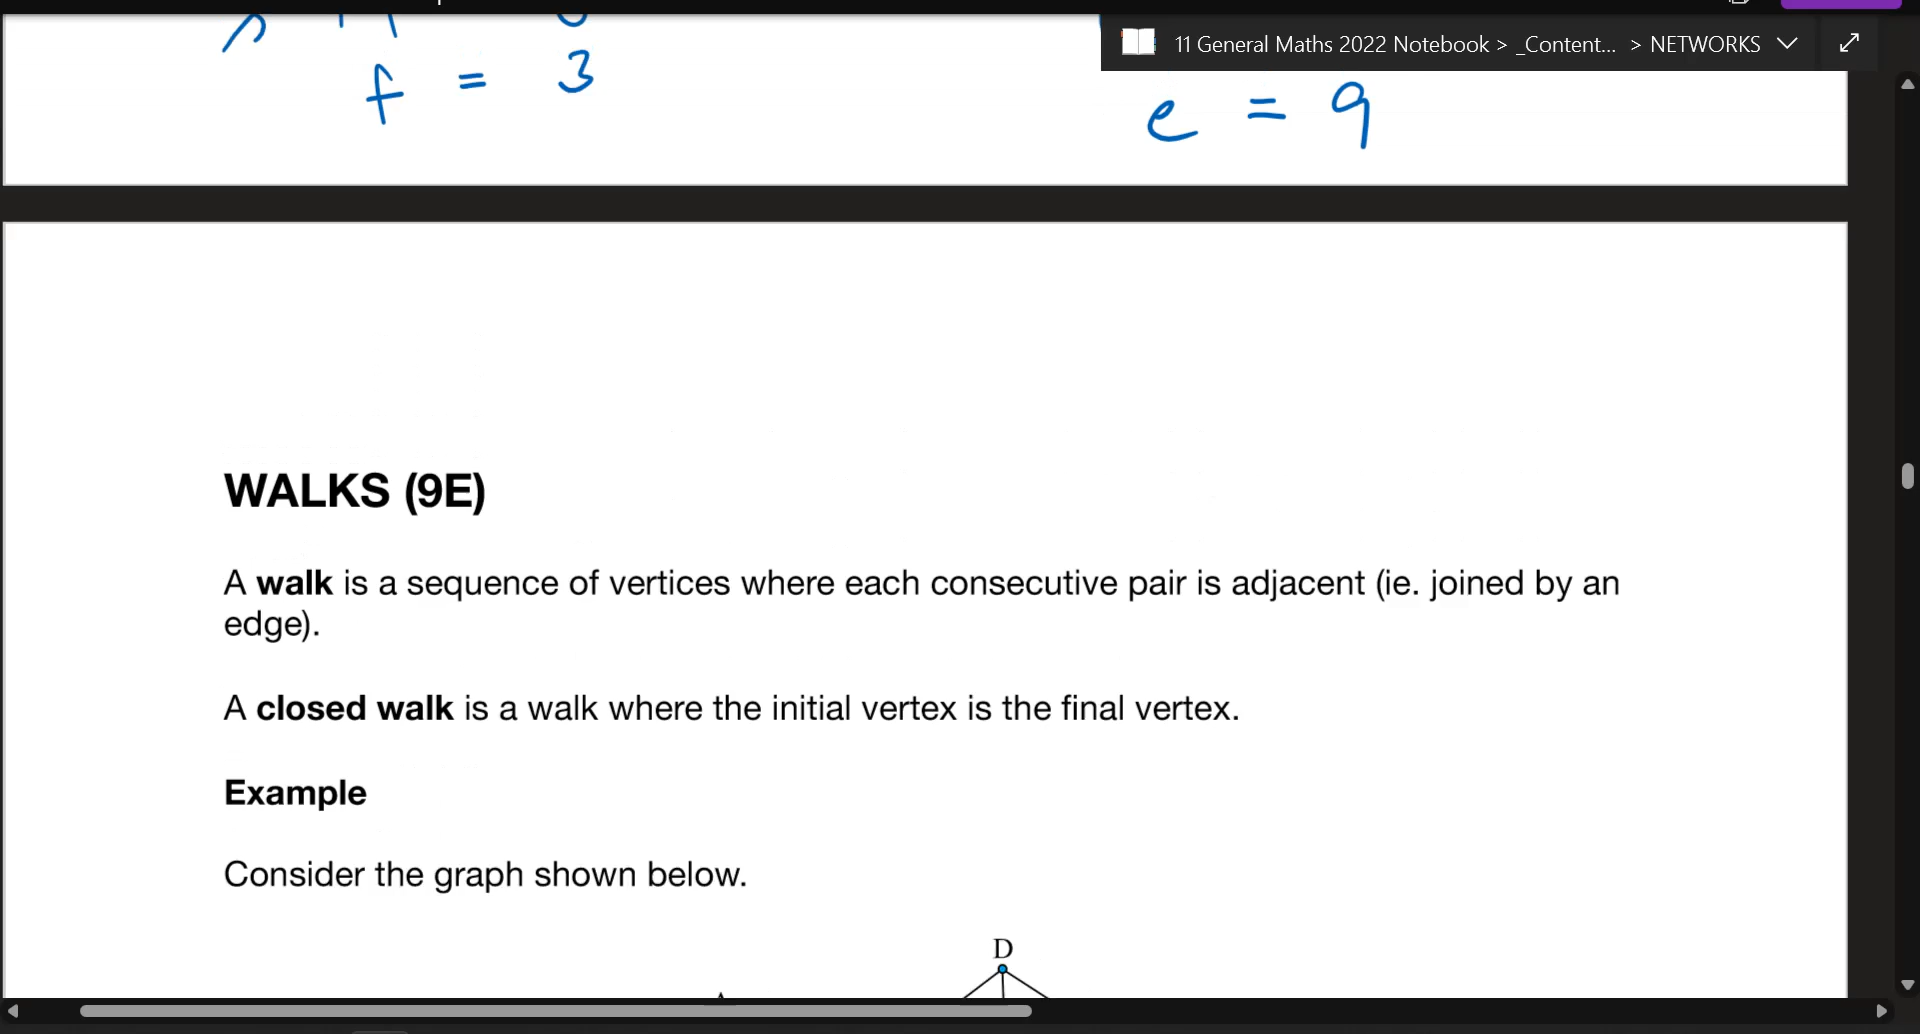 11 General Maths 2022 Notebook > _Content... > NETWORKS
f = 3
e = 9
WALKS (9E)
A walk is a sequence of vertices where each consecutive pair is adjacent (ie. joined by an
edge).
A closed walk is a walk where the initial vertex is the final vertex.
Example
Consider the graph shown below.
D